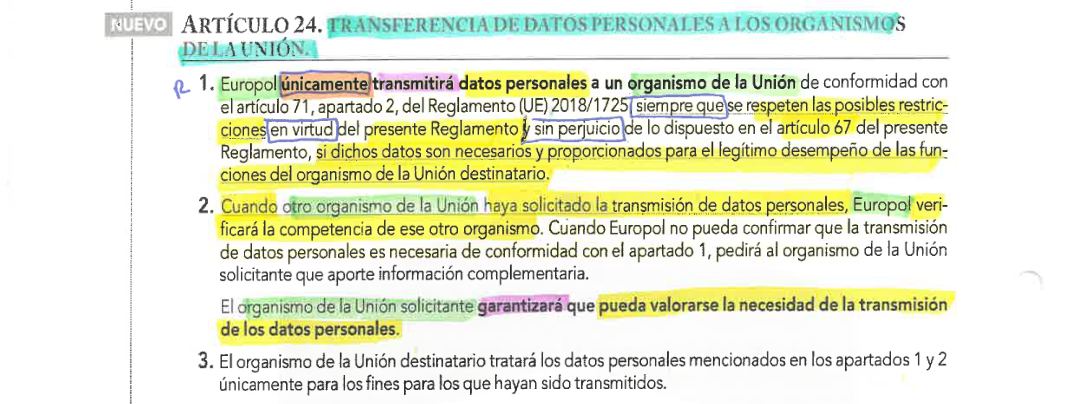 NUEVO ARTÍCULO 24. TRANSFERENCIA DE DATOS PERSONALES A LOS ORGANISMOS
DE LA UNIÓN.
R 1. Europol únicamente transmitirá datos personales a un organismo de la Unión de conformidad con
el artículo 71, apartado 2, del Reglamento (UE) 2018/1725 siempre que se respeten las posibles restric-
ciones en virtud del presente Reglamento y sin perjuicio de lo dispuesto en el artículo 67 del presente
Reglamento, si dichos datos son necesarios y proporcionados para el legítimo desempeño de las fun-
ciones del organismo de la Unión destinatario.
2. Cuando otro organismo de la Unión haya solicitado la transmisión de datos personales, Europol veri-
ficará la competencia de ese otro organismo. Cuando Europol no pueda confirmar que la transmisión
de datos personales es necesaria de conformidad con el apartado 1, pedirá al organismo de la Unión
solicitante que aporte información complementaria.
El organismo de la Unión solicitante garantizará que pueda valorarse la necesidad de la transmisión
de los datos personales.
3. El organismo de la Unión destinatario tratará los datos personales mencionados en los apartados 1 y 2
únicamente para los fines para los que hayan sido transmitidos.